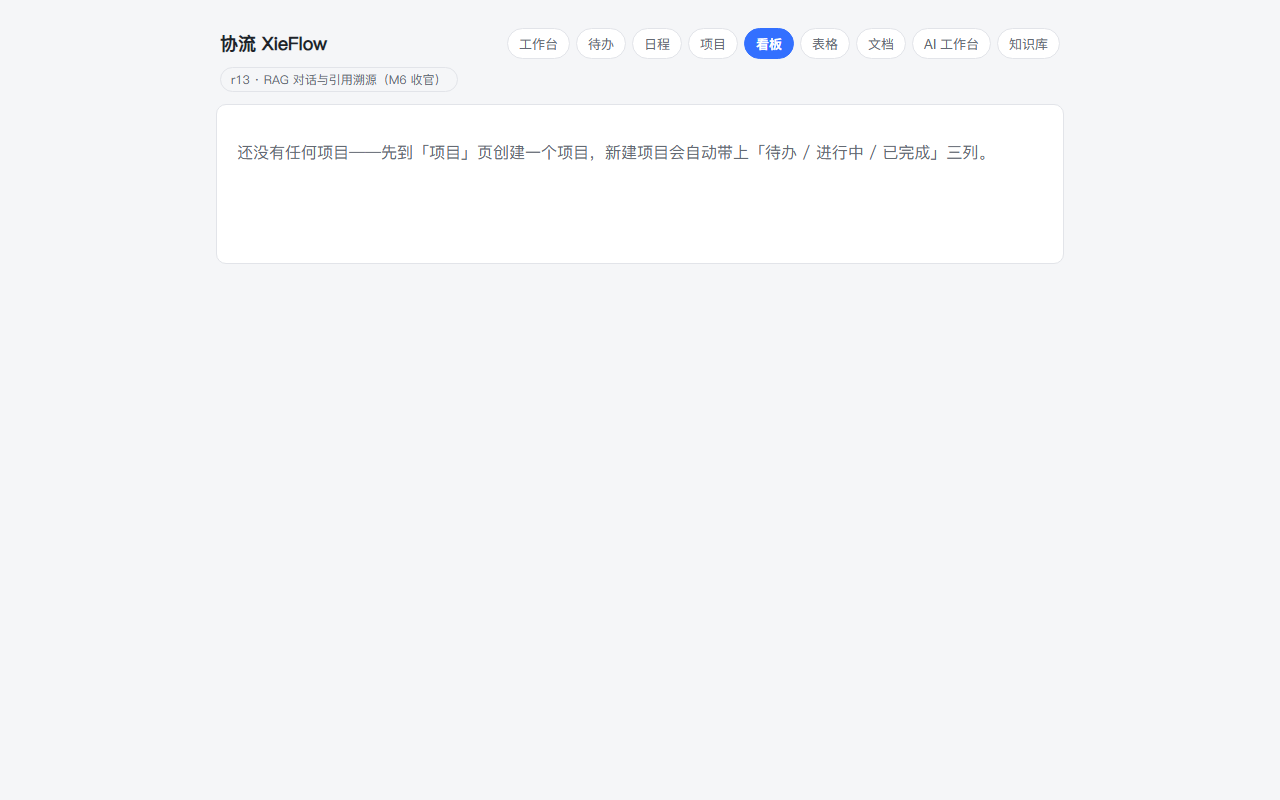 协流 XieFlow
工作台 待办 日程 项目 看板 表格 文档 AI 工作台 知识库
r13 · RAG 对话与引用溯源（M6 收官）
还没有任何项目——先到「项目」页创建一个项目，新建项目会自动带上「待办 / 进行中 / 已完成」三列。